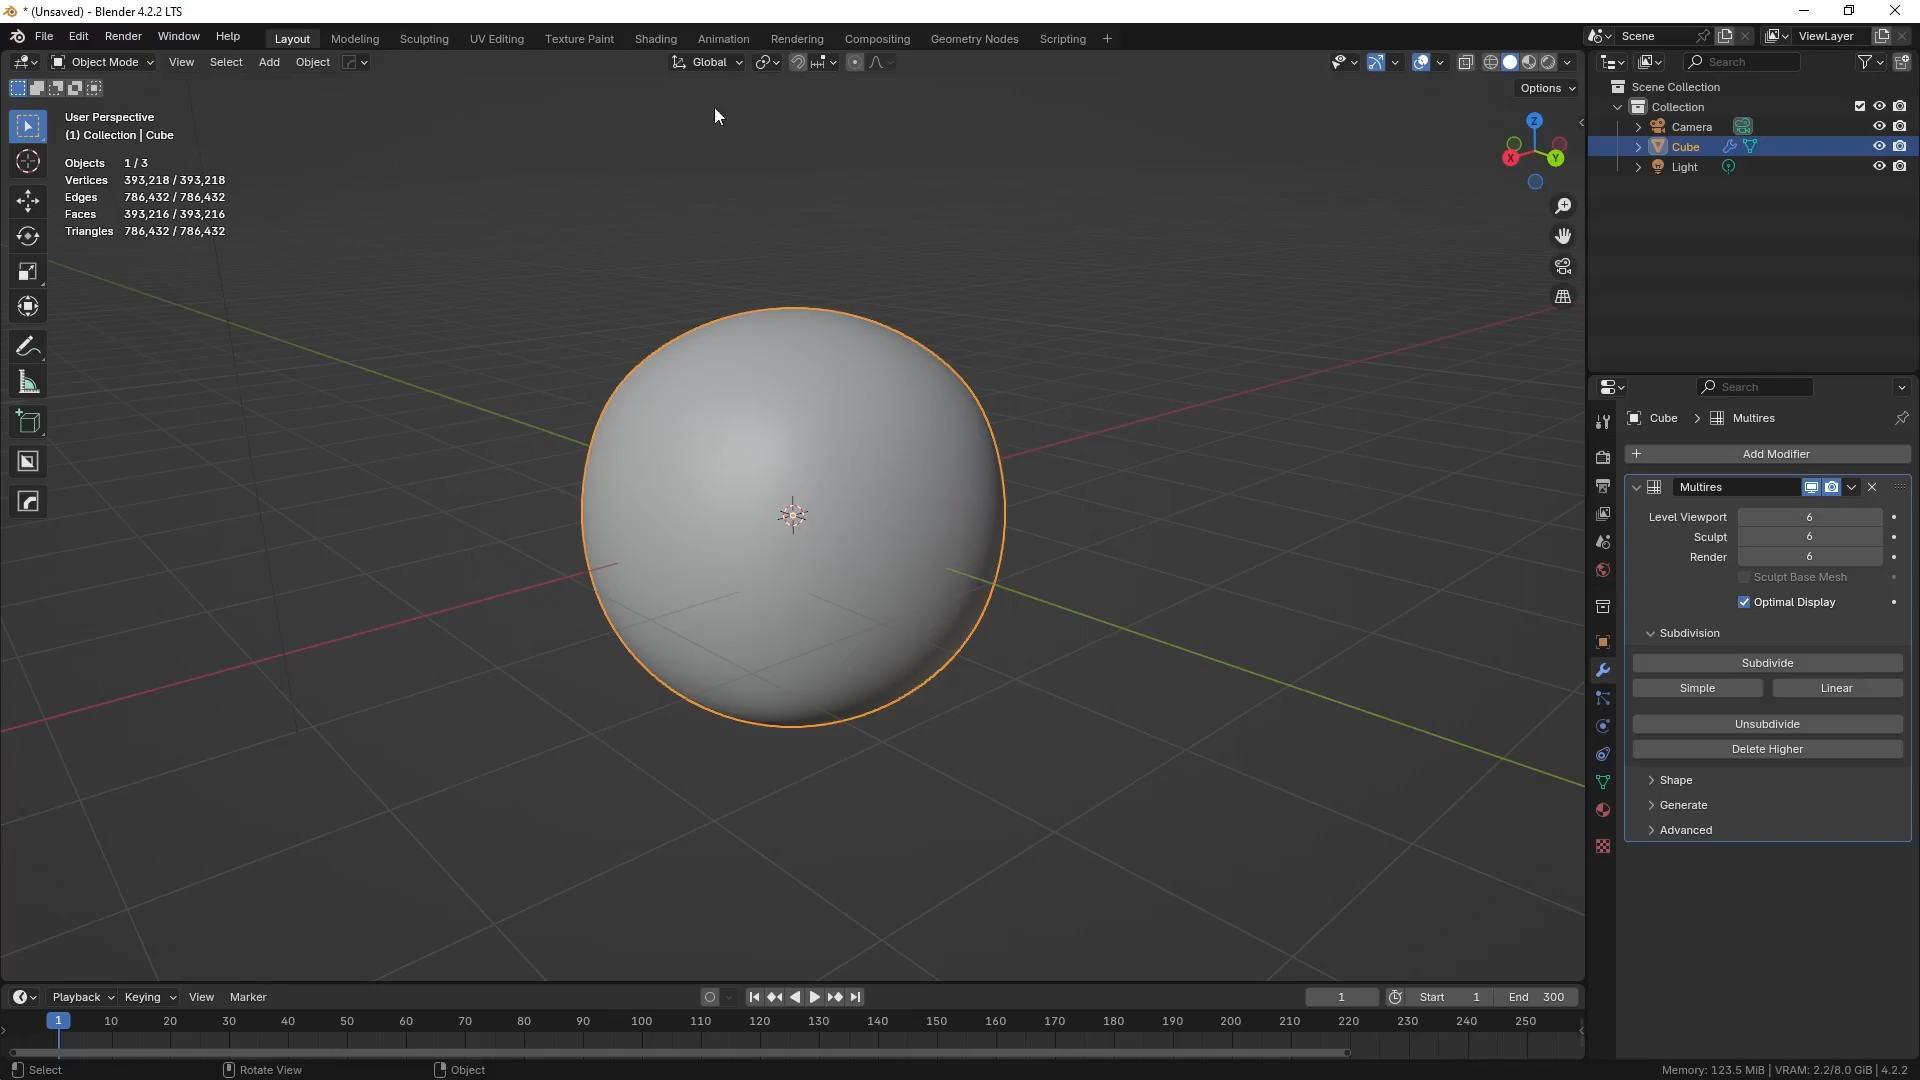 * (Unsaved) - Blender 4.2.2 LTS
File Edit Render Window Help Layout Modeling Sculpting UV Editing Texture Paint Shading Animation Rendering Compositing Geometry Nodes Scripting + Scene ViewLayer
Object Mode View Select Add Object Global Search
Options
User Perspective
(1) Collection | Cube
Objects 1 / 3
Vertices 393,218 / 393,218
Edges 786,432 / 786,432
Faces 393,216 / 393,216
Triangles 786,432 / 786,432
Z
X Y
Scene Collection
Collection
Camera
Cube
Light
Search
Cube > Multires
+ Add Modifier
Multires
Level Viewport 6
Sculpt 6
Render 6
Sculpt Base Mesh
Optimal Display
Subdivision
Subdivide
Simple Linear
Unsubdivide
Delete Higher
Shape
Generate
Advanced
Playback Keying View Marker 1 Start 1 End 300
1 10 20 30 40 50 60 70 80 90 100 110 120 130 140 150 160 170 180 190 200 210 220 230 240 250
Select Rotate View Object Memory: 123.5 MiB | VRAM: 2.2/8.0 GiB | 4.2.2